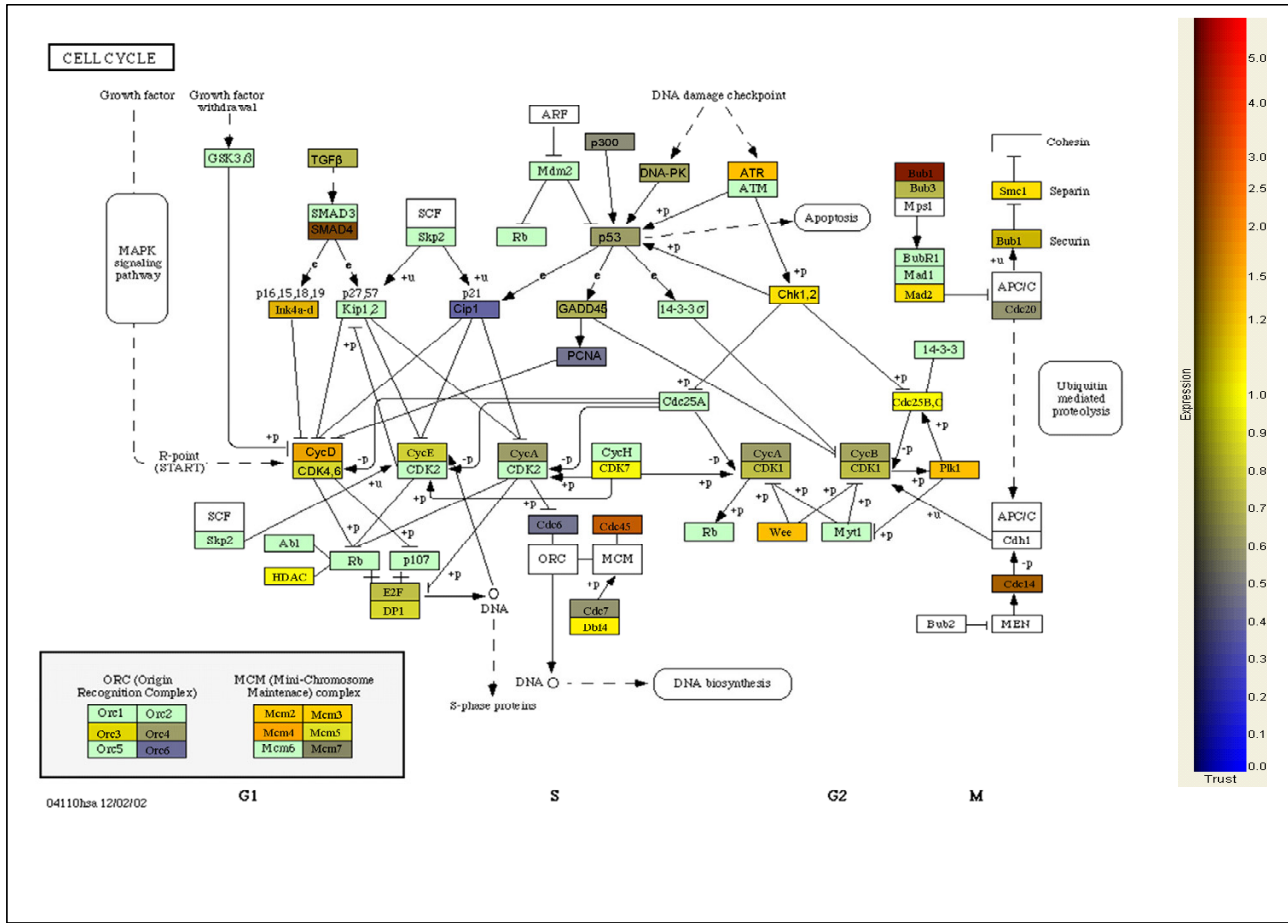 CELL CYCLE
Growth factor
Growth factor
withdrawal
DNA damage checkpoint
ARF
p300
GSK3β
TGFβ
Mdm2
DNA-PK
ATR
ATM
Bub1
Bub3
Mps1
Cohesin
Smc1
Separin
SMAD3
SMAD4
SCF
Skp2
Rb
p53
+p
Apoptosis
MAPK
signaling
pathway
Bub1
Securin
e
e
+u
+u
e
e
e
+p
+p
BubR1
Mad1
Mad2
+u
APC/C
Cdc20
p16,15,18,19
p27,57
p21
Ink4a-d
Kip1,2
Cip1
GADD45
14-3-3σ
Chk1,2
+p
PCNA
14-3-3
+p
+p
Ubiquitin
mediated
proteolysis
Cdc25A
Cdc25B,C
R-point
(START)
+p
CycD
CDK4,6
-p
CycE
CDK2
-p
CycA
CDK2
-p
+p
CycH
CDK7
-p
+p
CycA
CDK1
CycB
CDK1
-p
+p
Plk1
+u
+p
+p
SCF
Skp2
+p
+p
Cdc6
Cdc45
+p
Rb
Wee
+p
+p
Myt1
+p
+u
APC/C
Cdh1
Abl
HDAC
Rb
p107
ORC
MCM
-p
E2F
DP1
+p
DNA
+p
Cdc7
Dbf4
Cdc14
Bub2
MEN
ORC (Origin
Recognition Complex)
MCM (Mini-Chromosome
Maintenace) complex
Orc1 Orc2
Orc3 Orc4
Orc5 Orc6
Mcm2 Mcm3
Mcm4 Mcm5
Mcm6 Mcm7
DNA
DNA biosynthesis
S-phase proteins
04110hsa 12/02/02
G1
S
G2
M
5.0
4.0
3.0
2.5
2.0
1.5
1.2
1.0
0.9
0.8
0.7
0.6
0.5
0.4
0.3
0.2
0.1
0.0
Expression
Trust